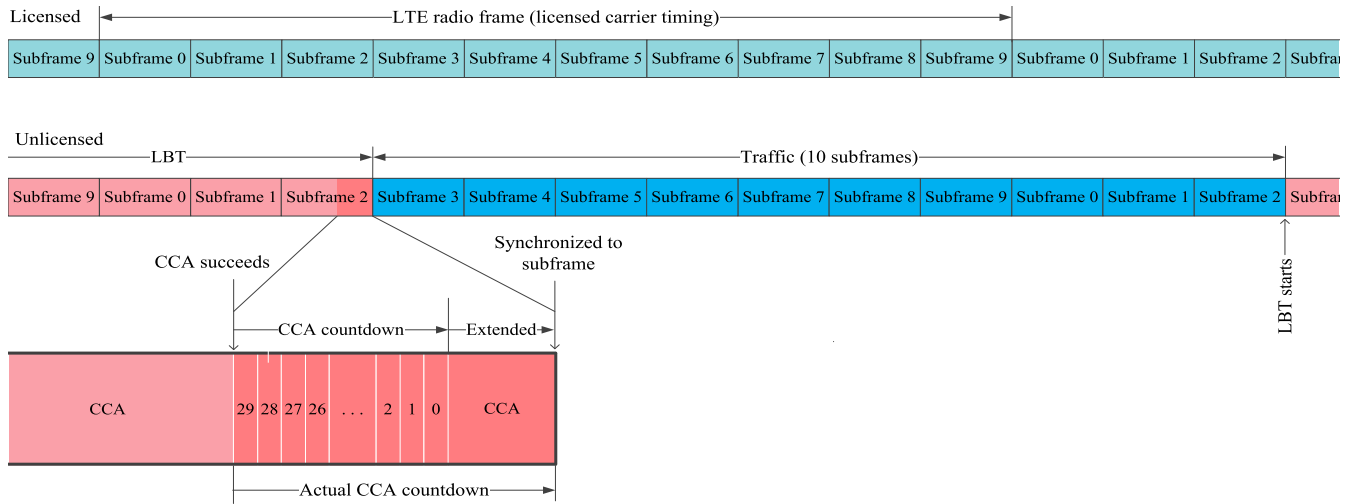 Licensed
LTE radio frame (licensed carrier timing)
Subframe 9 Subframe 0 Subframe 1 Subframe 2 Subframe 3 Subframe 4 Subframe 5 Subframe 6 Subframe 7 Subframe 8 Subframe 9 Subframe 0 Subframe 1 Subframe 2 Subfra
Unlicensed
LBT Traffic (10 subframes)
Subframe 9 Subframe 0 Subframe 1 Subframe 2 Subframe 3 Subframe 4 Subframe 5 Subframe 6 Subframe 7 Subframe 8 Subframe 9 Subframe 0 Subframe 1 Subframe 2 Subfra
CCA succeeds
Synchronized to
subframe
LBT starts
CCA countdown Extended
CCA 29 28 27 26 . . . 2 1 0 CCA
Actual CCA countdown